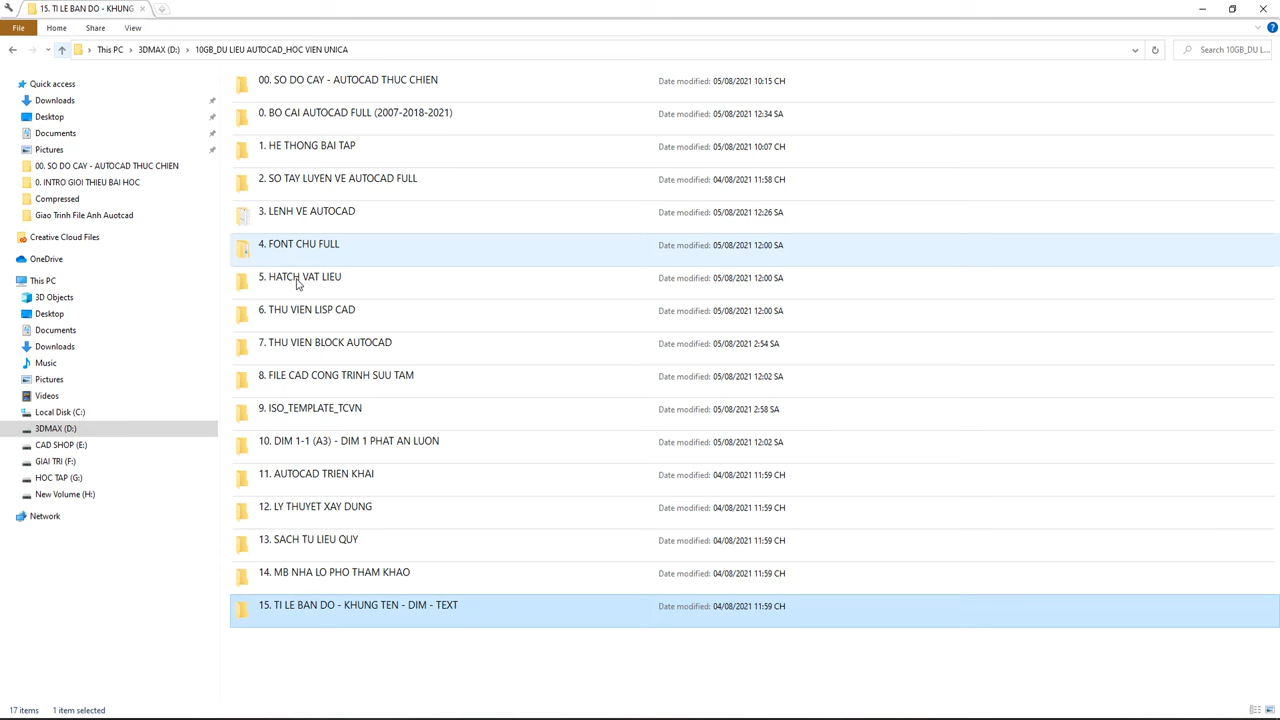 15. TI LE BAN DO - KHUNG
File
Home
Share
View
This PC
3DMAX (D:)
10GB_DU LIEU AUTOCAD_HOC VIEN UNICA
Search 10GB_DU L...
Quick access
Downloads
Desktop
Documents
Pictures
00. SO DO CAY - AUTOCAD THUC CHIEN
0. INTRO GIOI THIEU BAI HOC
Compressed
Giao Trinh File Anh Auotcad
Creative Cloud Files
OneDrive
This PC
3D Objects
Desktop
Documents
Downloads
Music
Pictures
Videos
Local Disk (C:)
3DMAX (D:)
CAD SHOP (E:)
GIAI TRI (F:)
HOC TAP (G:)
New Volume (H:)
Network
00. SO DO CAY - AUTOCAD THUC CHIEN Date modified: 05/08/2021 10:15 CH
0. BO CAI AUTOCAD FULL (2007-2018-2021) Date modified: 05/08/2021 12:34 SA
1. HE THONG BAI TAP Date modified: 05/08/2021 10:07 CH
2. SO TAY LUYEN VE AUTOCAD FULL Date modified: 04/08/2021 11:58 CH
3. LENH VE AUTOCAD Date modified: 05/08/2021 12:26 SA
4. FONT CHU FULL Date modified: 05/08/2021 12:00 SA
5. HATCH VAT LIEU Date modified: 05/08/2021 12:00 SA
6. THU VIEN LISP CAD Date modified: 05/08/2021 12:00 SA
7. THU VIEN BLOCK AUTOCAD Date modified: 05/08/2021 2:54 SA
8. FILE CAD CONG TRINH SUU TAM Date modified: 05/08/2021 12:02 SA
9. ISO_TEMPLATE_TCVN Date modified: 05/08/2021 2:58 SA
10. DIM 1-1 (A3) - DIM 1 PHAT AN LUON Date modified: 05/08/2021 12:02 SA
11. AUTOCAD TRIEN KHAI Date modified: 04/08/2021 11:59 CH
12. LY THUYET XAY DUNG Date modified: 04/08/2021 11:59 CH
13. SACH TU LIEU QUY Date modified: 04/08/2021 11:59 CH
14. MB NHA LO PHO THAM KHAO Date modified: 04/08/2021 11:59 CH
15. TI LE BAN DO - KHUNG TEN - DIM - TEXT Date modified: 04/08/2021 11:59 CH
17 items 1 item selected